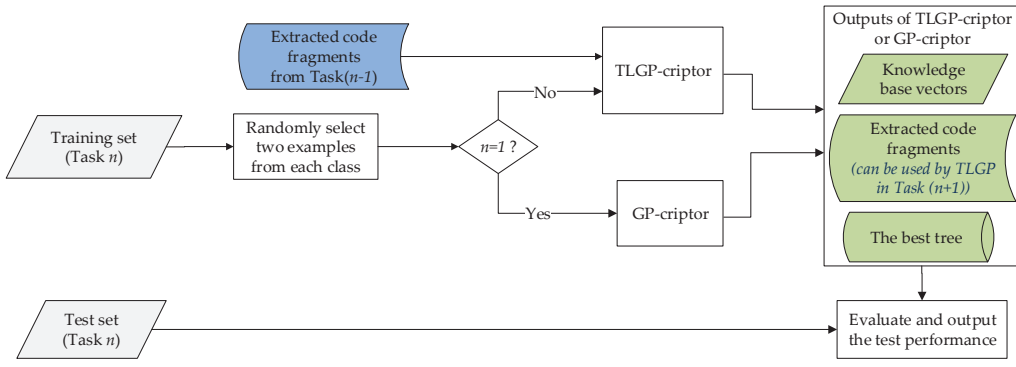 Extracted code
fragments
from Task(n-1)
TLGP-criptor
Outputs of TLGP-criptor
or GP-criptor
Knowledge
base vectors
Extracted code
fragments
(can be used by TLGP
in Task (n+1))
The best tree
Training set
(Task n)
Randomly select
two examples
from each class
n=1 ?
No
Yes
GP-criptor
Test set
(Task n)
Evaluate and output
the test performance